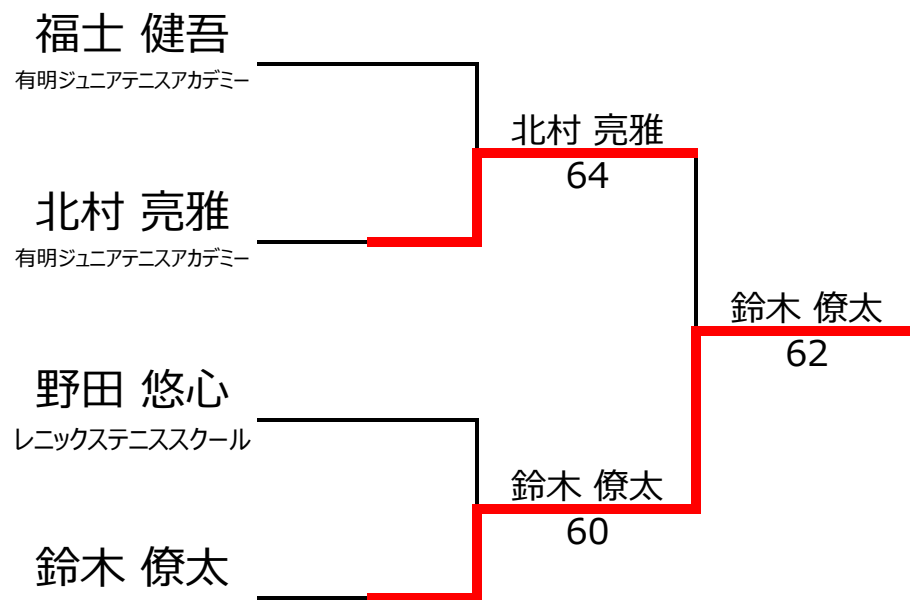 福士 健吾
有明ジュニアテニスアカデミー
北村 亮雅
64
北村 亮雅
有明ジュニアテニスアカデミー
鈴木 僚太
62
野田 悠心
レニックステニススクール
鈴木 僚太
60
鈴木 僚太